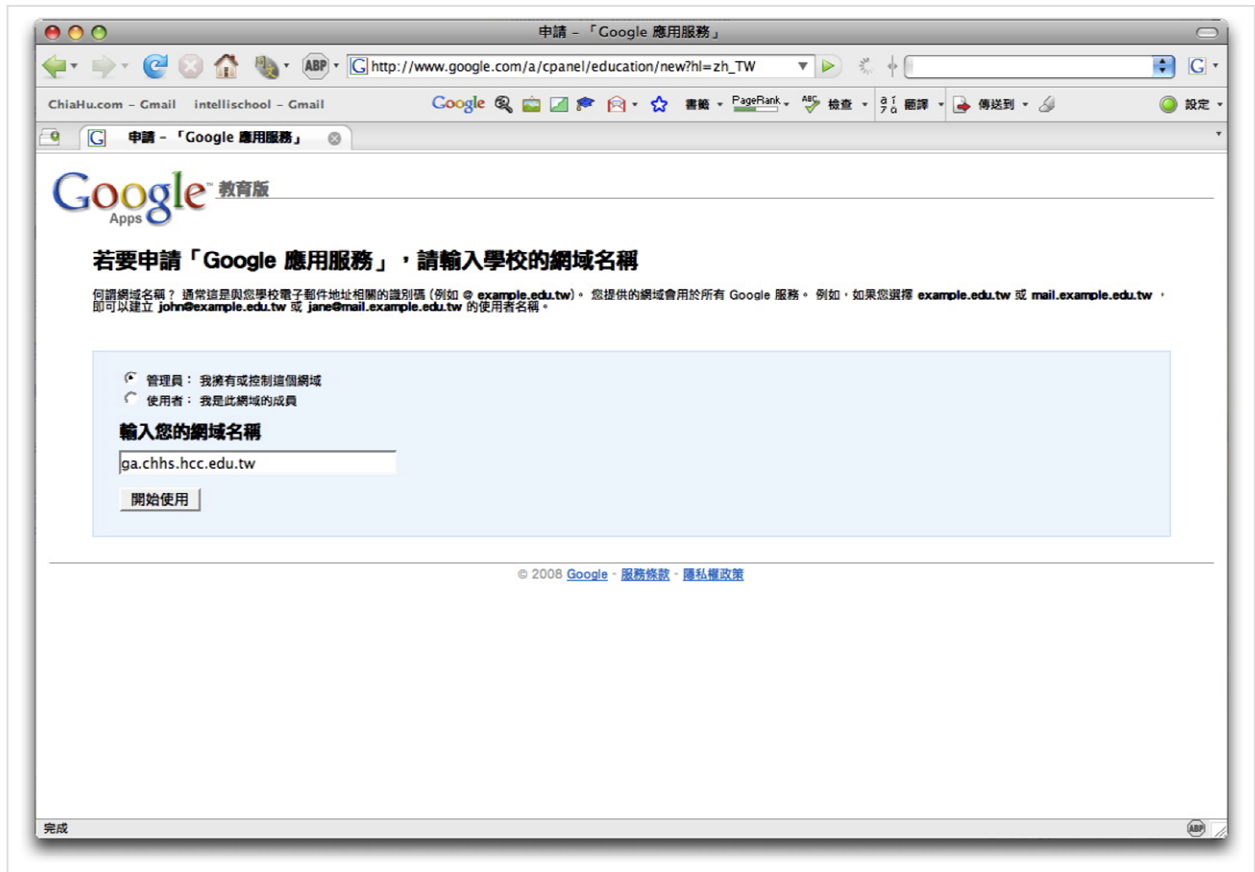 申請 – 「Google 應用服務」
ABP G http://www.google.com/a/cpanel/education/new?hl=zh_TW G
ChiaHu.com – Gmail intellischool – Gmail Google 書籤 PageRank ABC 檢查 翻譯 傳送到 設定
G 申請 – 「Google 應用服務」
Google™ 教育版
Apps
若要申請「Google 應用服務」，請輸入學校的網域名稱
何謂網域名稱？ 通常這是與您學校電子郵件地址相關的識別碼 (例如 @ example.edu.tw)。 您提供的網域會用於所有 Google 服務。 例如，如果您選擇 example.edu.tw 或 mail.example.edu.tw ，
即可以建立 john@example.edu.tw 或 jane@mail.example.edu.tw 的使用者名稱。
管理員： 我擁有或控制這個網域
使用者： 我是此網域的成員
輸入您的網域名稱
ga.chhs.hcc.edu.tw
開始使用
© 2008 Google - 服務條款 - 隱私權政策
完成 ABP